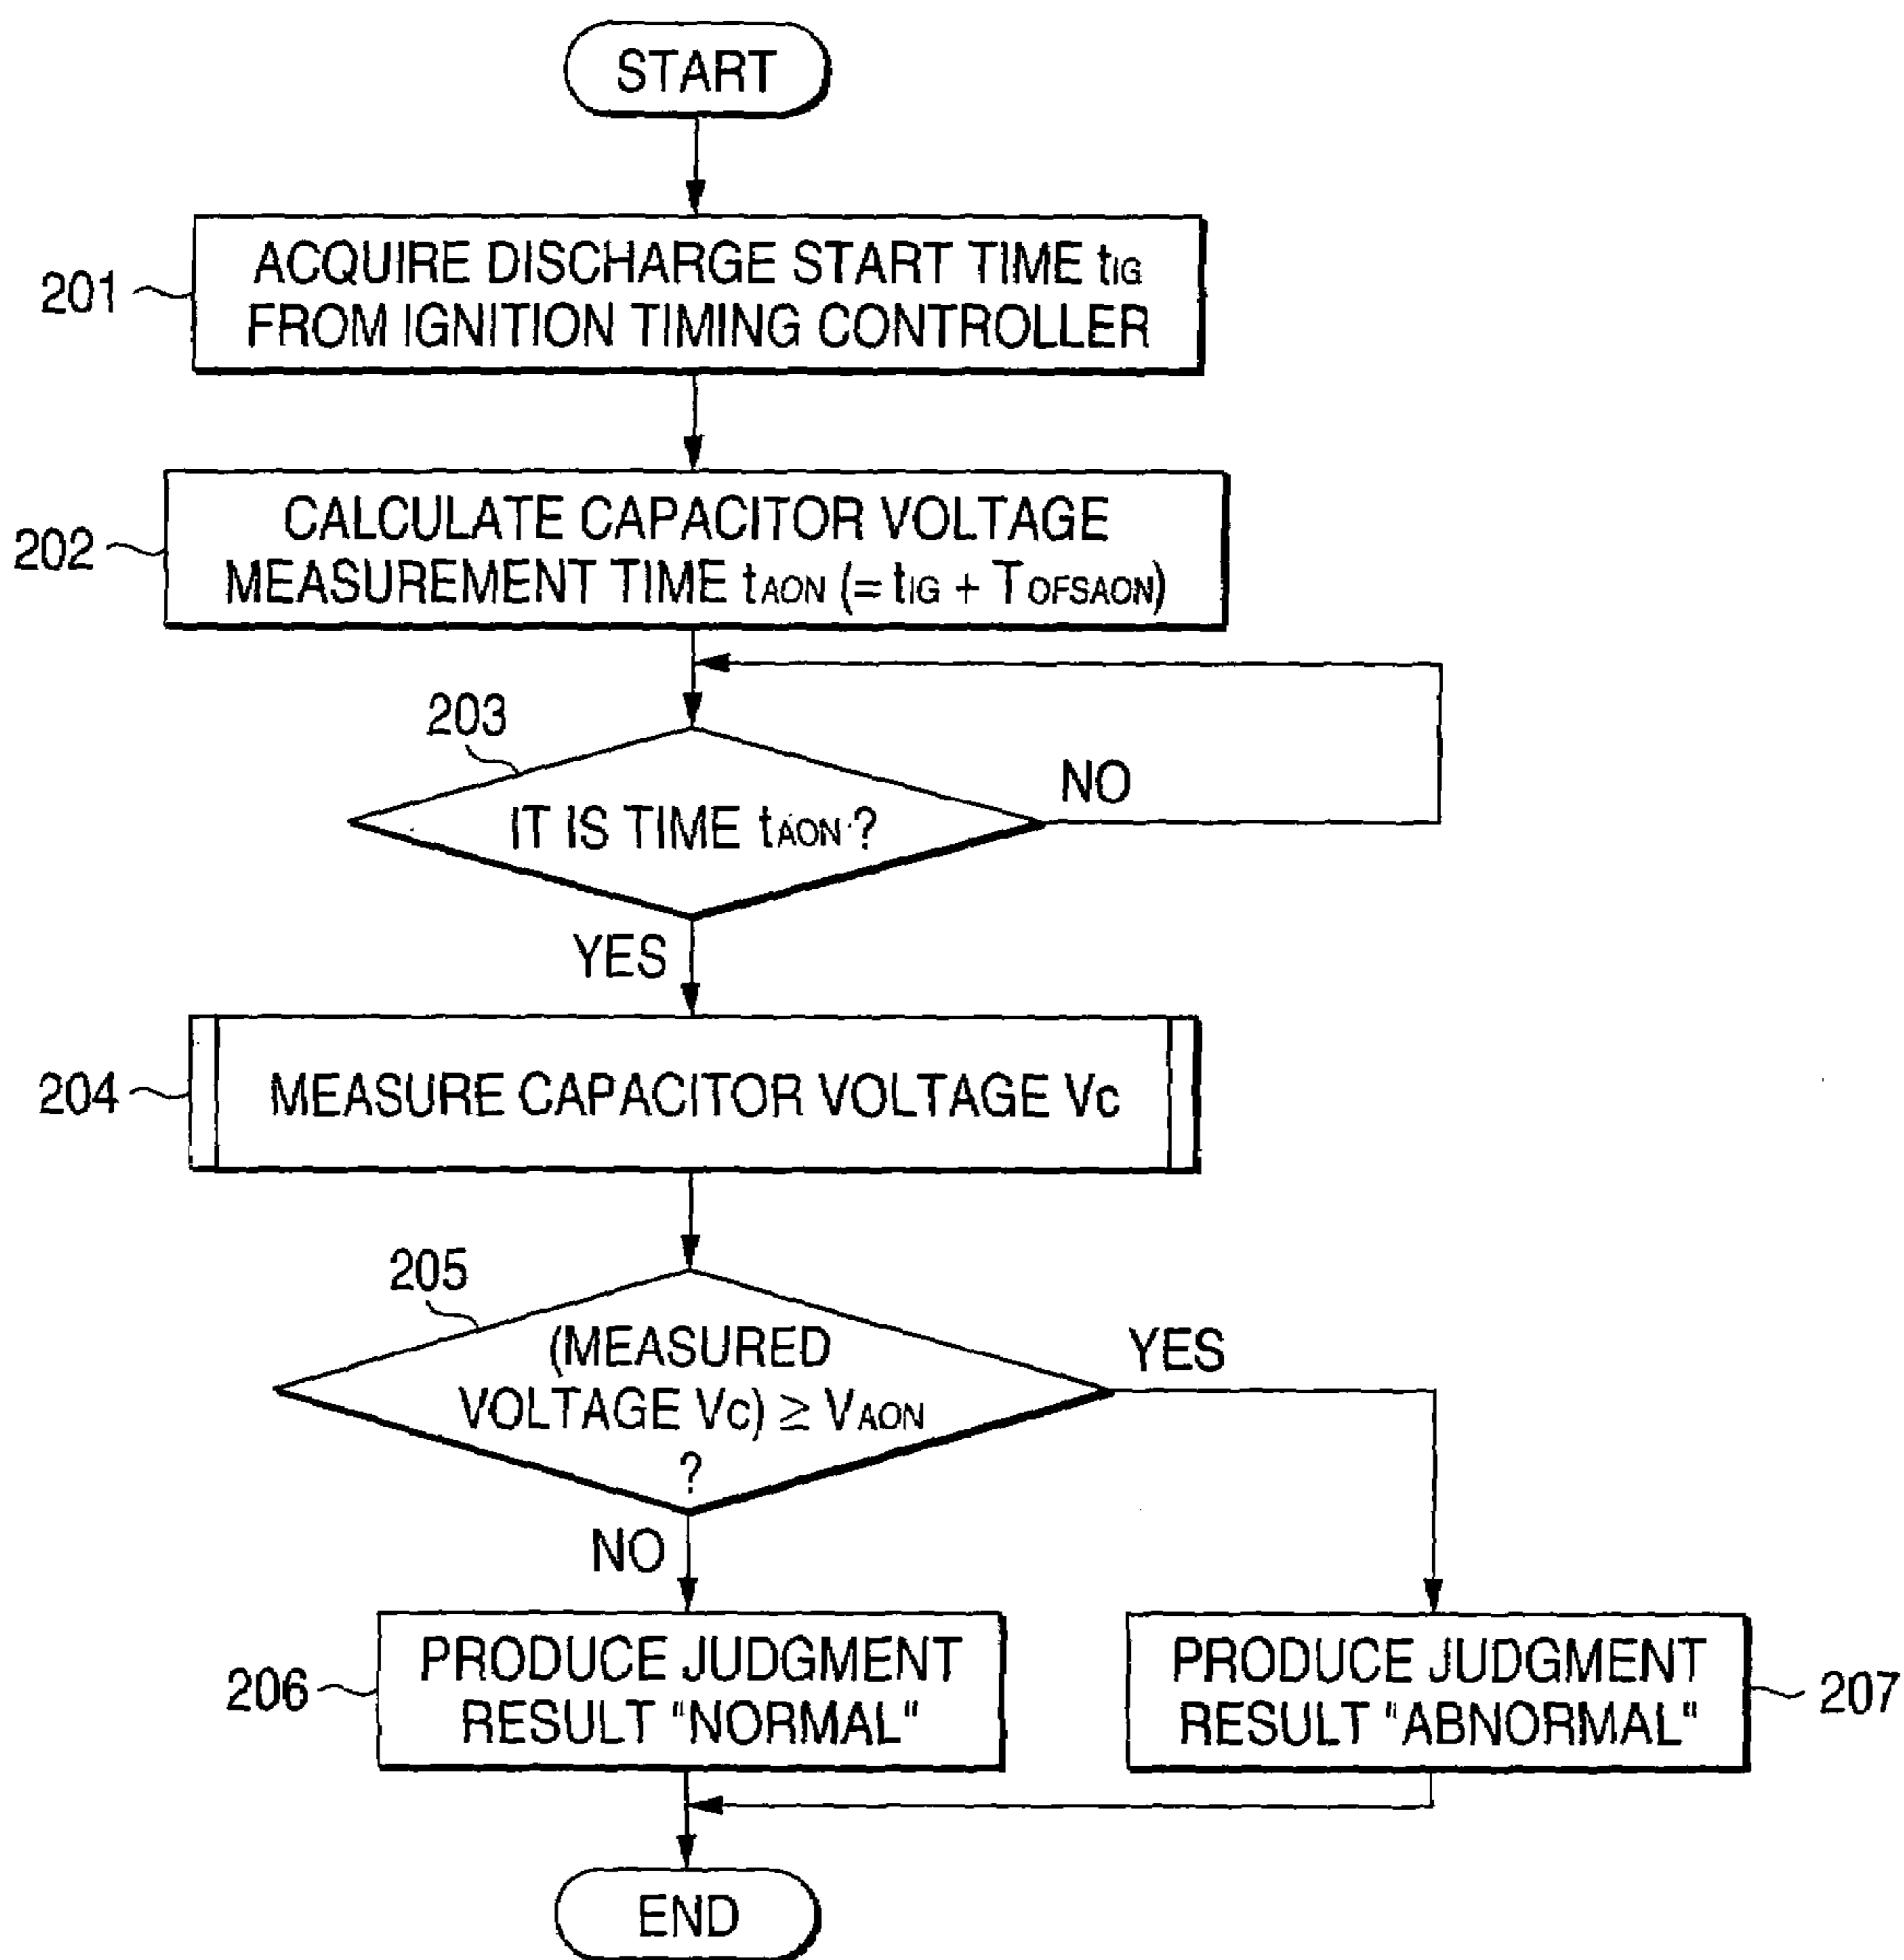 START
201
ACQUIRE DISCHARGE START TIME tIG
FROM IGNITION TIMING CONTROLLER
202
CALCULATE CAPACITOR VOLTAGE
MEASUREMENT TIME tAON (= tIG + TOFSAON)
203
IT IS TIME tAON ?
NO
YES
204
MEASURE CAPACITOR VOLTAGE Vc
205
(MEASURED
VOLTAGE Vc) ≥ VAON
?
YES
NO
206
PRODUCE JUDGMENT
RESULT "NORMAL"
PRODUCE JUDGMENT
RESULT "ABNORMAL"
207
END